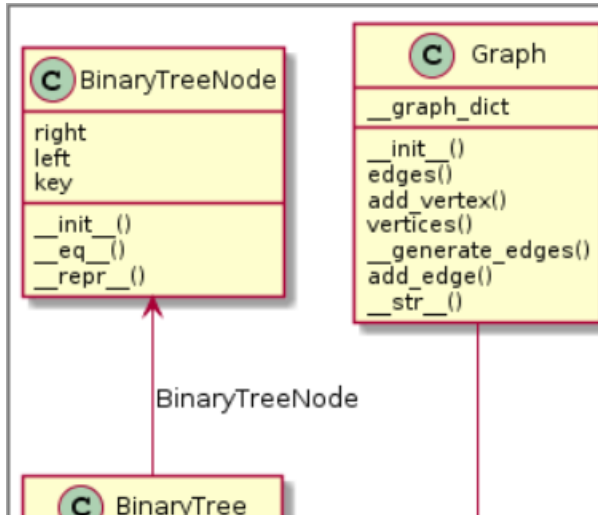 C BinaryTreeNode
right
left
key
__init__()
__eq__()
__repr__()
C Graph
__graph_dict
__init__()
edges()
add_vertex()
vertices()
__generate_edges()
add_edge()
__str__()
BinaryTreeNode
C BinaryTree